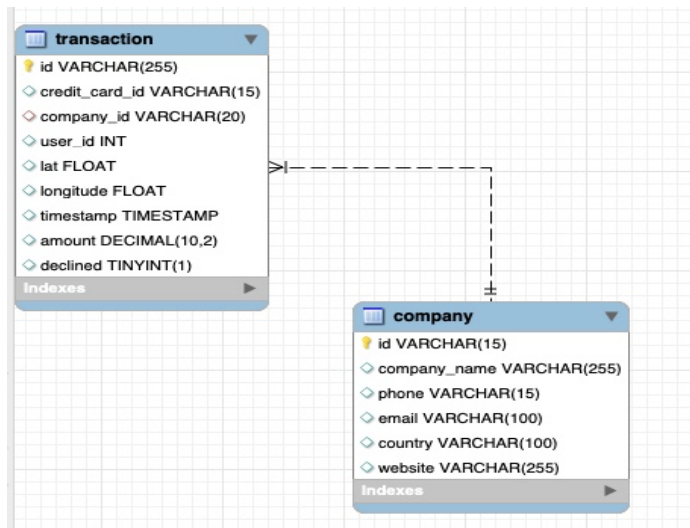 transaction
id VARCHAR(255)
credit_card_id VARCHAR(15)
company_id VARCHAR(20)
user_id INT
lat FLOAT
longitude FLOAT
timestamp TIMESTAMP
amount DECIMAL(10,2)
declined TINYINT(1)
Indexes
company
id VARCHAR(15)
company_name VARCHAR(255)
phone VARCHAR(15)
email VARCHAR(100)
country VARCHAR(100)
website VARCHAR(255)
Indexes